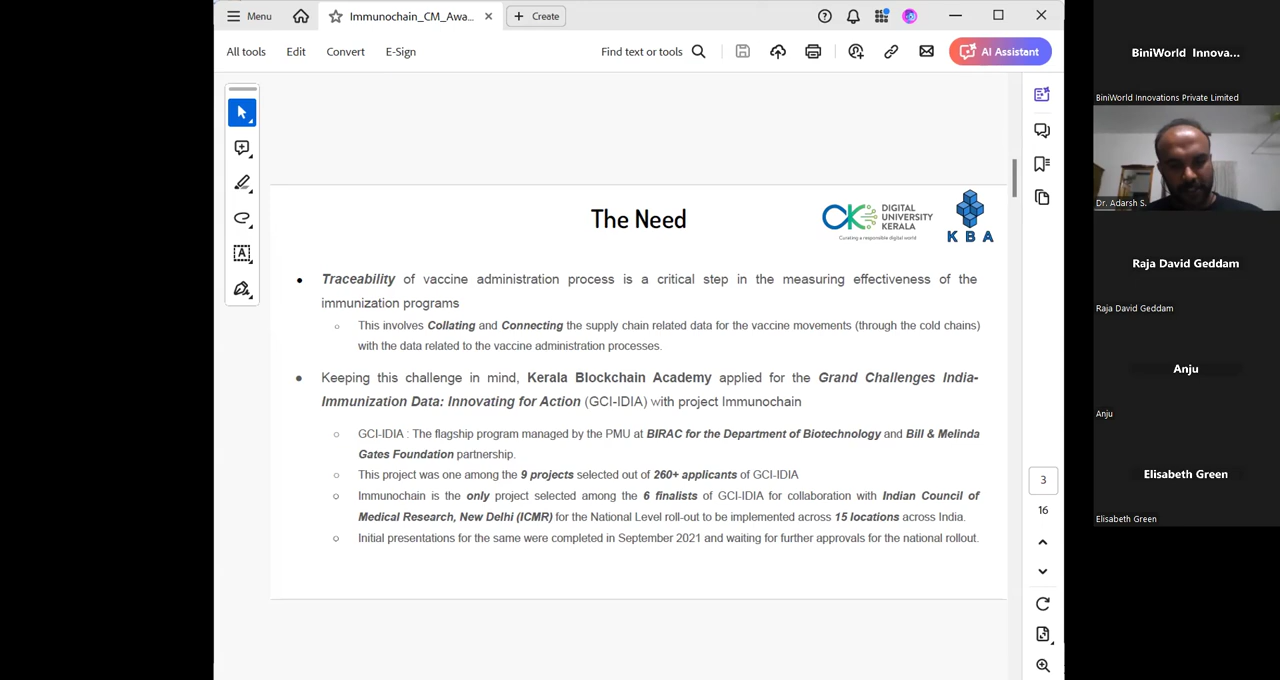 Menu
Immunochain_CM_Awa...
Create
All tools
Edit
Convert
E-Sign
Find text or tools
AI Assistant
The Need
DIGITAL
UNIVERSITY
KERALA
Curating a responsible digital world
K B A
Traceability of vaccine administration process is a critical step in the measuring effectiveness of the
immunization programs
This involves Collating and Connecting the supply chain related data for the vaccine movements (through the cold chains)
with the data related to the vaccine administration processes.
Keeping this challenge in mind, Kerala Blockchain Academy applied for the Grand Challenges India-
Immunization Data: Innovating for Action (GCI-IDIA) with project Immunochain
GCI-IDIA : The flagship program managed by the PMU at BIRAC for the Department of Biotechnology and Bill & Melinda
Gates Foundation partnership.
This project was one among the 9 projects selected out of 260+ applicants of GCI-IDIA
Immunochain is the only project selected among the 6 finalists of GCI-IDIA for collaboration with Indian Council of
Medical Research, New Delhi (ICMR) for the National Level roll-out to be implemented across 15 locations across India.
Initial presentations for the same were completed in September 2021 and waiting for further approvals for the national rollout.
3
16
BiniWorld Innova...
BiniWorld Innovations Private Limited
Dr. Adarsh S.
Raja David Geddam
Raja David Geddam
Anju
Anju
Elisabeth Green
Elisabeth Green